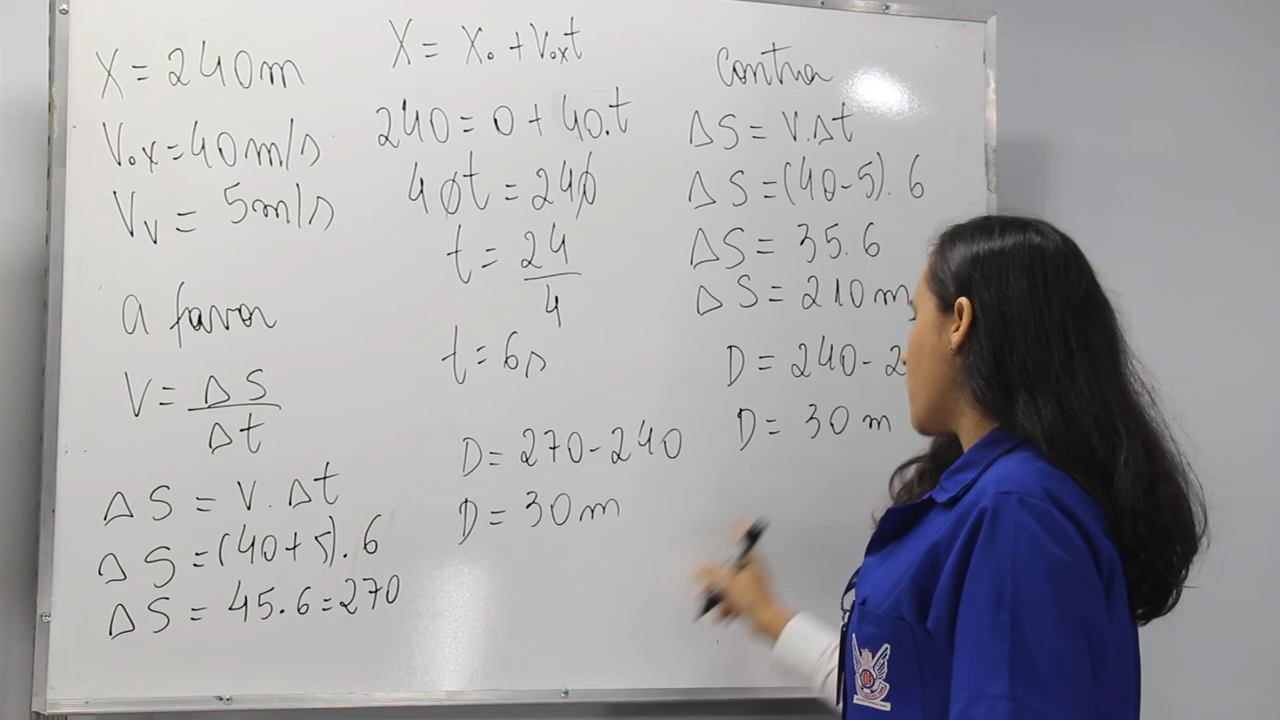 X = 240m
V₀x = 40m/s
Vv = 5m/s
a favor
V = ΔS
Δt
ΔS = V.Δt
ΔS = (40+5).6
ΔS = 45.6 = 270
X = X₀ + V₀xt
240 = 0 + 40.t
40t = 240
t = 24
4
t = 6s
D = 270-240
D = 30m
Contra
ΔS = V.Δt
ΔS = (40-5).6
ΔS = 35.6
ΔS = 210m
D = 240-2
D = 30m